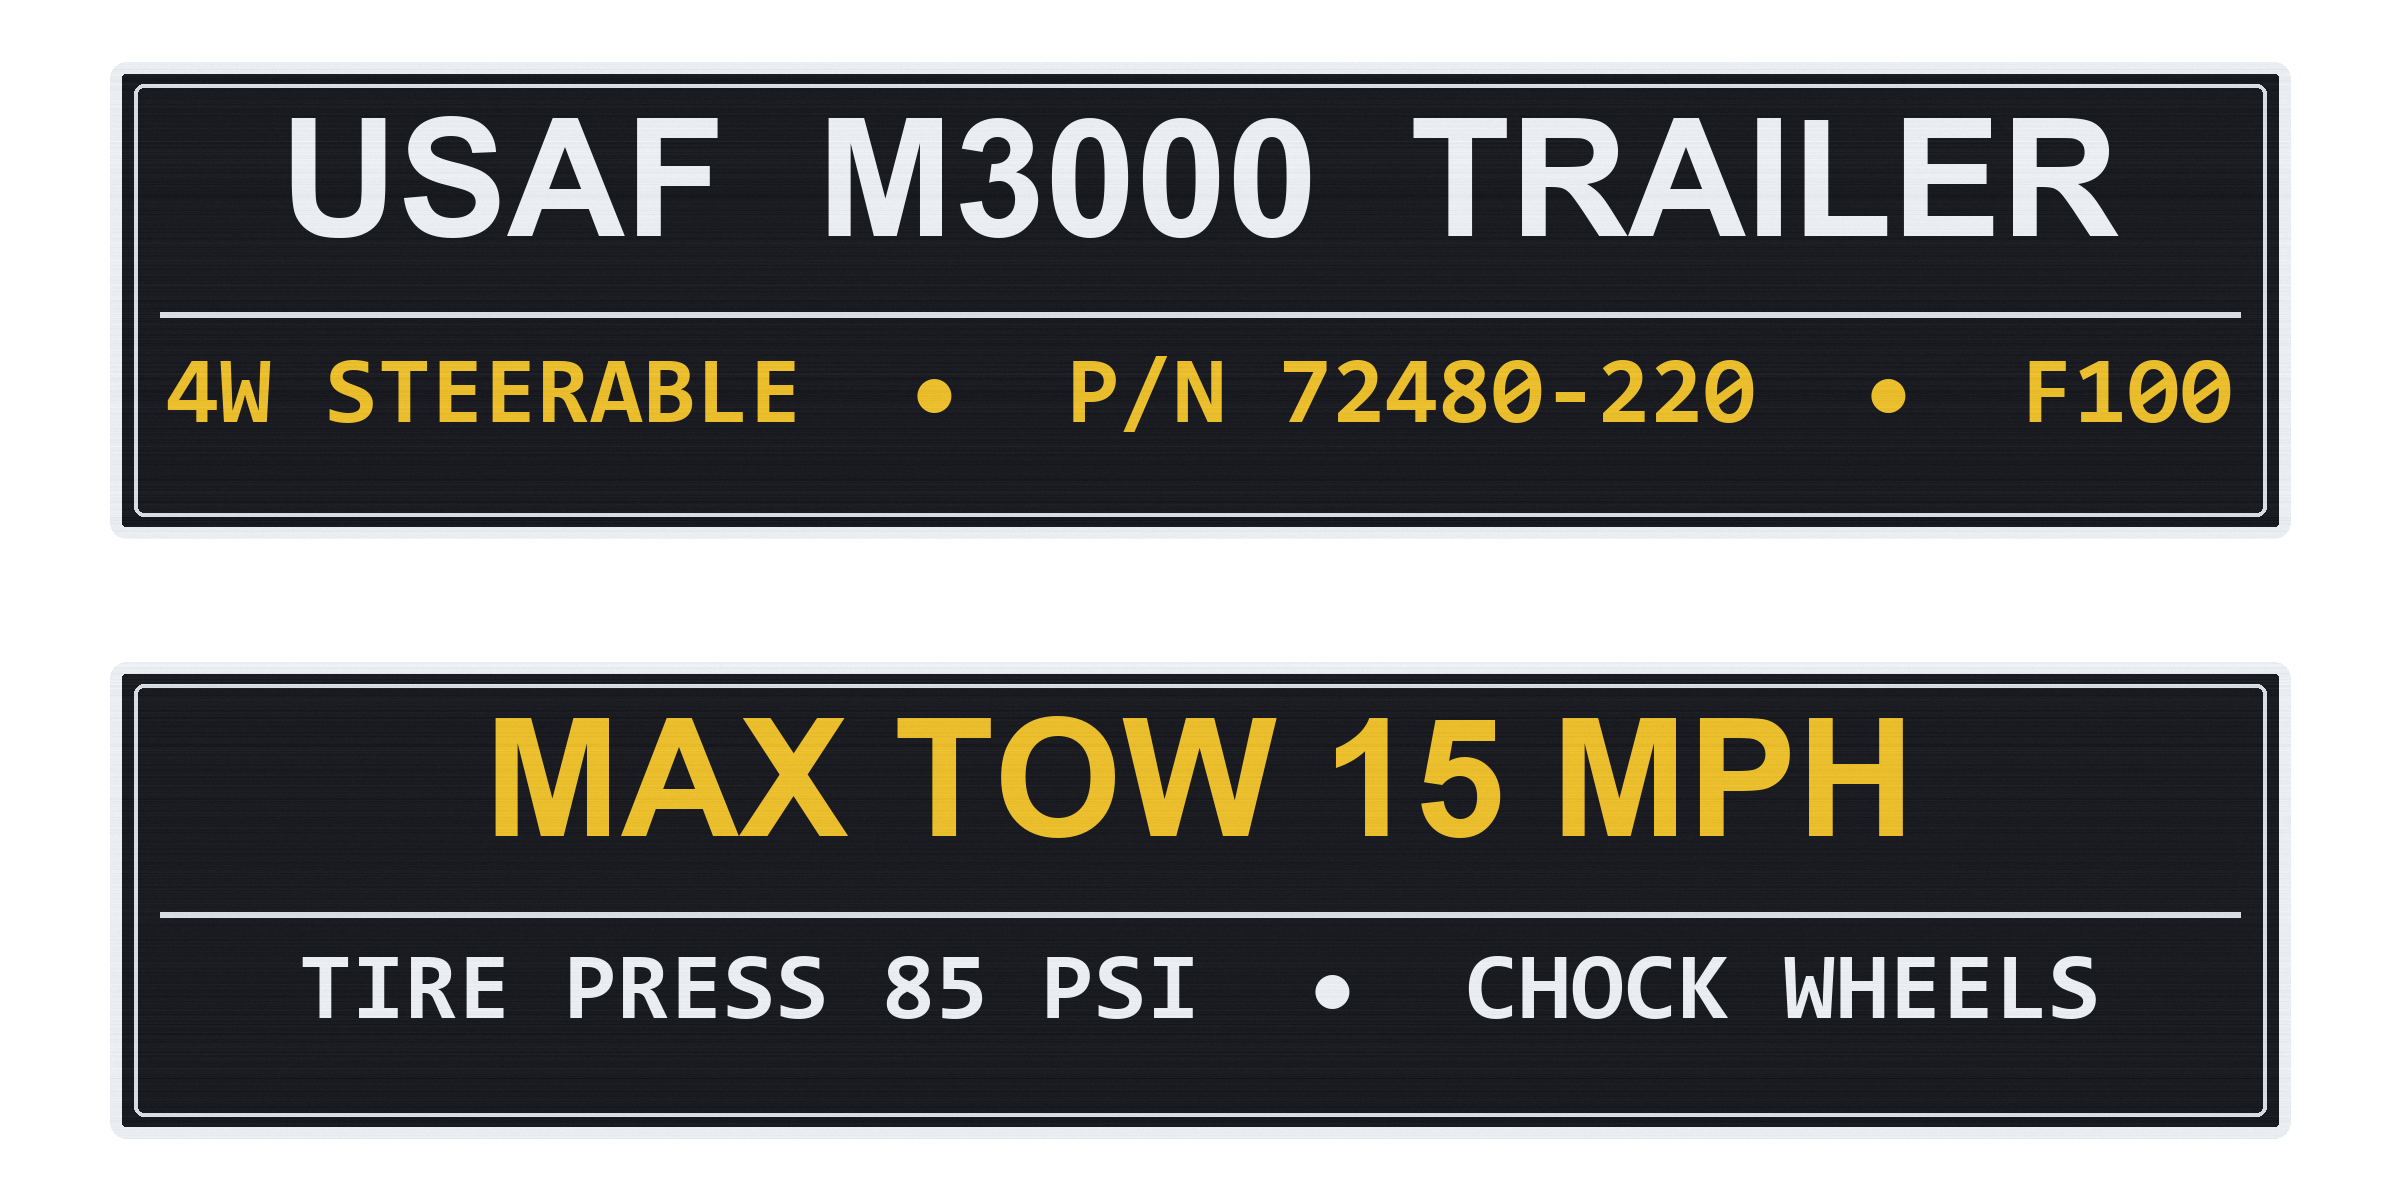 USAF M3000 TRAILER
4W STEERABLE • P/N 72480-220 • F100
MAX TOW 15 MPH
TIRE PRESS 85 PSI • CHOCK WHEELS